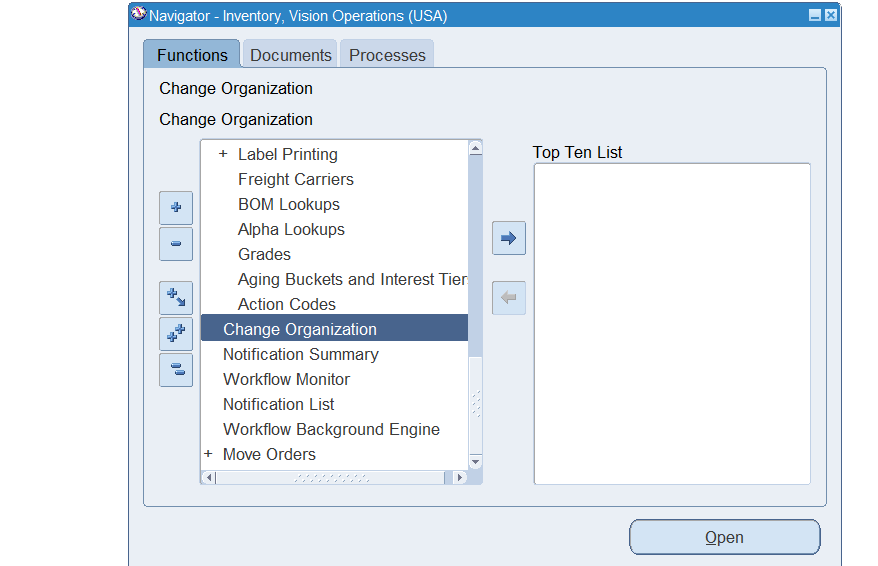 Navigator - Inventory, Vision Operations (USA)
Functions Documents Processes
Change Organization
Change Organization
Top Ten List
+ Label Printing
Freight Carriers
BOM Lookups
Alpha Lookups
Grades
Aging Buckets and Interest Tier
Action Codes
Change Organization
Notification Summary
Workflow Monitor
Notification List
Workflow Background Engine
+ Move Orders
Open